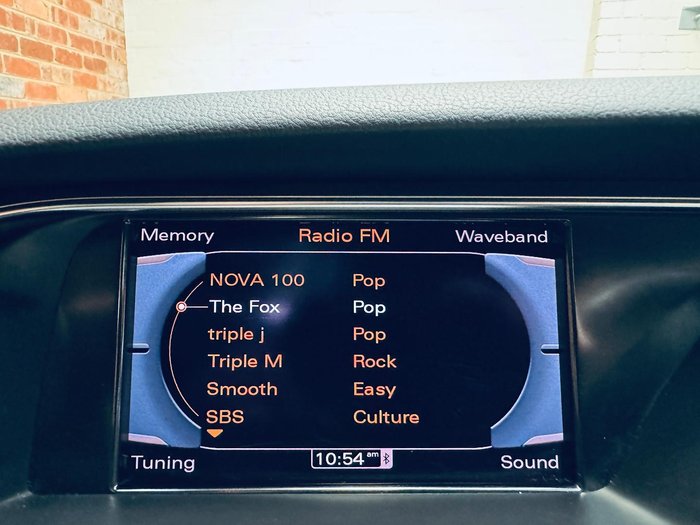 Memory Radio FM Waveband
NOVA 100 Pop
The Fox Pop
triple j Pop
Triple M Rock
Smooth Easy
SBS Culture
Tuning 10:54 am Sound